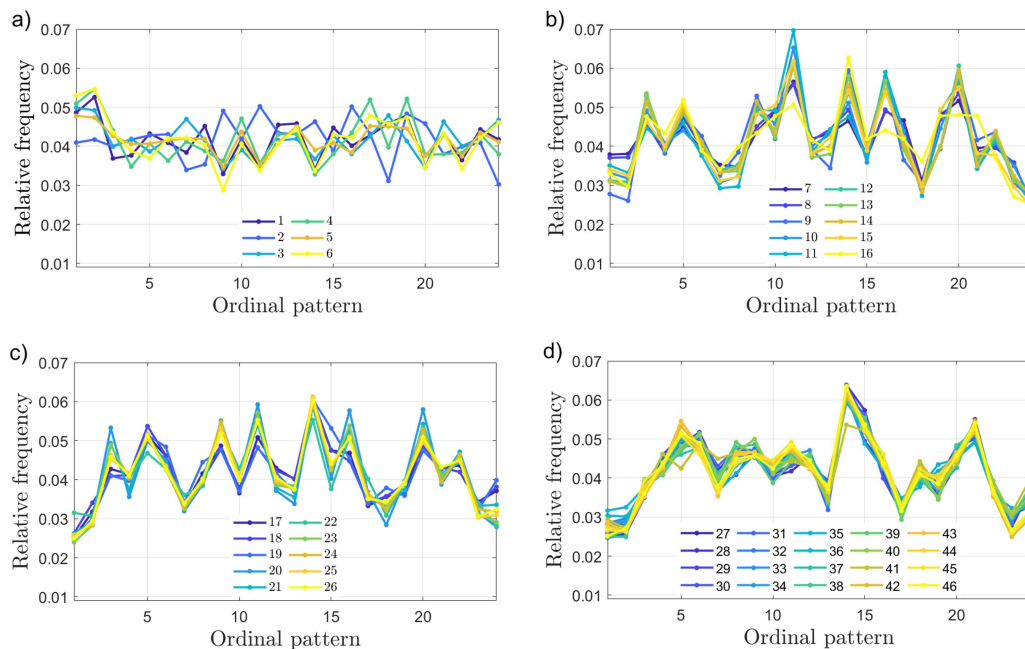 a)
Relative frequency
0.07
0.06
0.05
0.04
0.03
0.02
0.01
1 4
2 5
3 6
5 10 15 20
Ordinal pattern
b)
Relative frequency
0.07
0.06
0.05
0.04
0.03
0.02
0.01
7 12
8 13
9 14
10 15
11 16
5 10 15 20
Ordinal pattern
c)
Relative frequency
0.07
0.06
0.05
0.04
0.03
0.02
0.01
17 22
18 23
19 24
20 25
21 26
5 10 15 20
Ordinal pattern
d)
Relative frequency
0.07
0.06
0.05
0.04
0.03
0.02
0.01
27 31 35 39 43
28 32 36 40 44
29 33 37 41 45
30 34 38 42 46
5 10 15 20
Ordinal pattern